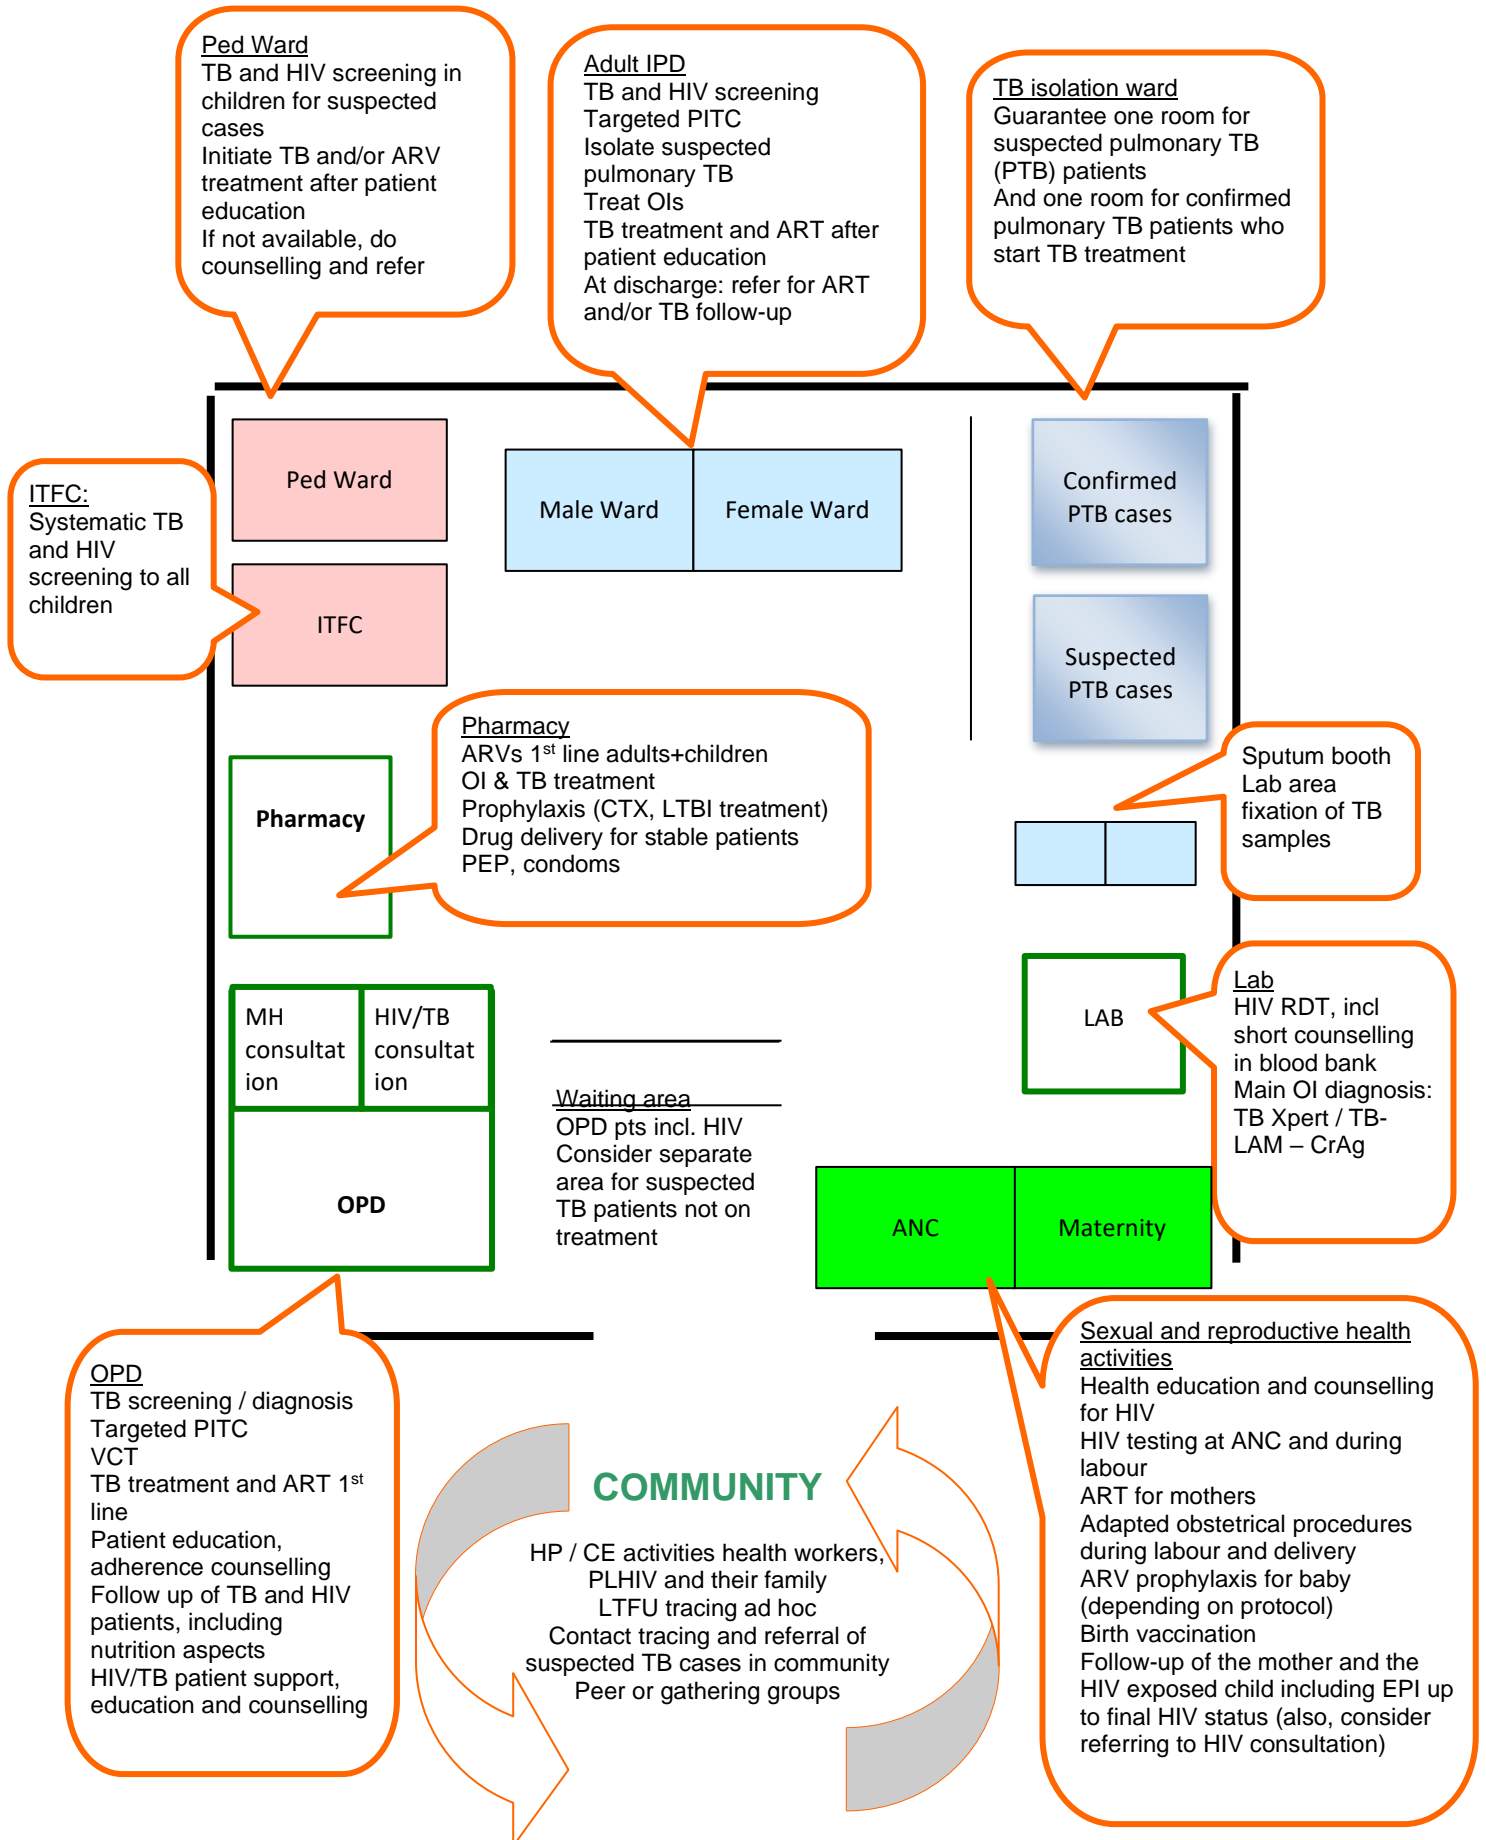 Ped Ward
TB and HIV screening in
children for suspected
cases
Initiate TB and/or ARV
treatment after patient
education
If not available, do
counselling and refer
Adult IPD
TB and HIV screening
Targeted PITC
Isolate suspected
pulmonary TB
Treat OIs
TB treatment and ART after
patient education
At discharge: refer for ART
and/or TB follow-up
TB isolation ward
Guarantee one room for
suspected pulmonary TB
(PTB) patients
And one room for confirmed
pulmonary TB patients who
start TB treatment
Ped Ward
Male Ward
Female Ward
Confirmed
PTB cases
ITFC:
Systematic TB
and HIV
screening to all
children
ITFC
Suspected
PTB cases
Pharmacy
Pharmacy
ARVs 1st line adults+children
OI & TB treatment
Prophylaxis (CTX, LTBI treatment)
Drug delivery for stable patients
PEP, condoms
Sputum booth
Lab area
fixation of TB
samples
MH
consultat
ion
HIV/TB
consultat
ion
OPD
Waiting area
OPD pts incl. HIV
Consider separate
area for suspected
TB patients not on
treatment
LAB
Lab
HIV RDT, incl
short counselling
in blood bank
Main OI diagnosis:
TB Xpert / TB-
LAM – CrAg
ANC
Maternity
OPD
TB screening / diagnosis
Targeted PITC
VCT
TB treatment and ART 1st
line
Patient education,
adherence counselling
Follow up of TB and HIV
patients, including
nutrition aspects
HIV/TB patient support,
education and counselling
COMMUNITY
HP / CE activities health workers,
PLHIV and their family
LTFU tracing ad hoc
Contact tracing and referral of
suspected TB cases in community
Peer or gathering groups
Sexual and reproductive health
activities
Health education and counselling
for HIV
HIV testing at ANC and during
labour
ART for mothers
Adapted obstetrical procedures
during labour and delivery
ARV prophylaxis for baby
(depending on protocol)
Birth vaccination
Follow-up of the mother and the
HIV exposed child including EPI up
to final HIV status (also, consider
referring to HIV consultation)